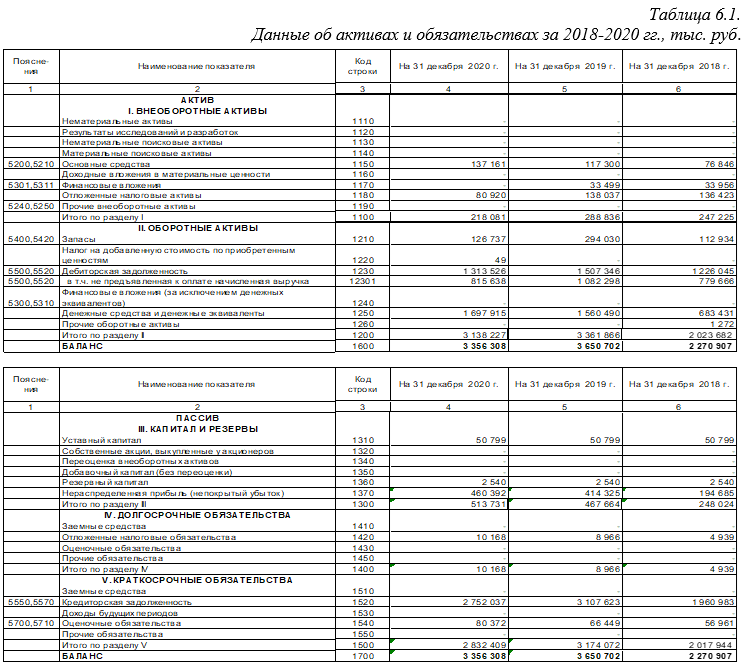 Таблица 6.1.
Данные об активах и обязательствах за 2018-2020 гг., тыс. руб.
Поясне-ния Наименование показателя Код строки На 31 декабря 2020 г. На 31 декабря 2019 г. На 31 декабря 2018 г.
1 2 3 4 5 6
АКТИВ
I. ВНЕОБОРОТНЫЕ АКТИВЫ
Нематериальные активы 1110 - - -
Результаты исследований и разработок 1120 - - -
Нематериальные поисковые активы 1130 - - -
Материальные поисковые активы 1140 - - -
5200,5210 Основные средства 1150 137 161 117 300 76 846
Доходные вложения в материальные ценности 1160 - - -
5301,5311 Финансовые вложения 1170 - 33 499 33 956
Отложенные налоговые активы 1180 80 920 138 037 136 423
5240,5250 Прочие внеоборотные активы 1190 - - -
Итого по разделу I 1100 218 081 288 836 247 225
II. ОБОРОТНЫЕ АКТИВЫ
5400,5420 Запасы 1210 126 737 294 030 112 934
Налог на добавленную стоимость по приобретенным
ценностям 1220 49 - -
5500,5520 Дебиторская задолженность 1230 1 313 526 1 507 346 1 226 045
5500,5520 в т.ч. не предъявленная к оплате начисленная выручка 12301 815 638 1 082 298 779 666
Финансовые вложения (за исключением денежных
5300,5310 эквивалентов) 1240 - - -
Денежные средства и денежные эквиваленты 1250 1 697 915 1 560 490 683 431
Прочие оборотные активы 1260 - - 1 272
Итого по разделу II 1200 3 138 227 3 361 866 2 023 682
БАЛАНС 1600 3 356 308 3 650 702 2 270 907
Поясне-ния Наименование показателя Код строки На 31 декабря 2020 г. На 31 декабря 2019 г. На 31 декабря 2018 г.
1 2 3 4 5 6
ПАССИВ
III. КАПИТАЛ И РЕЗЕРВЫ
Уставный капитал 1310 50 799 50 799 50 799
Собственные акции, выкупленные у акционеров 1320 - - -
Переоценка внеоборотных активов 1340 - - -
Добавочный капитал (без переоценки) 1350 - - -
Резервный капитал 1360 2 540 2 540 2 540
Нераспределенная прибыль (непокрытый убыток) 1370 460 392 414 325 194 685
Итого по разделу III 1300 513 731 467 664 248 024
IV. ДОЛГОСРОЧНЫЕ ОБЯЗАТЕЛЬСТВА
Заемные средства 1410 - - -
Отложенные налоговые обязательства 1420 10 168 8 966 4 939
Оценочные обязательства 1430 - - -
Прочие обязательства 1450 - - -
Итого по разделу IV 1400 10 168 8 966 4 939
V. КРАТКОСРОЧНЫЕ ОБЯЗАТЕЛЬСТВА
Заемные средства 1510 - - -
5550,5570 Кредиторская задолженность 1520 2 752 037 3 107 623 1 960 983
Доходы будущих периодов 1530 - - -
5700,5710 Оценочные обязательства 1540 80 372 66 449 56 961
Прочие обязательства 1550 - - -
Итого по разделу V 1500 2 832 409 3 174 072 2 017 944
БАЛАНС 1700 3 356 308 3 650 702 2 270 907